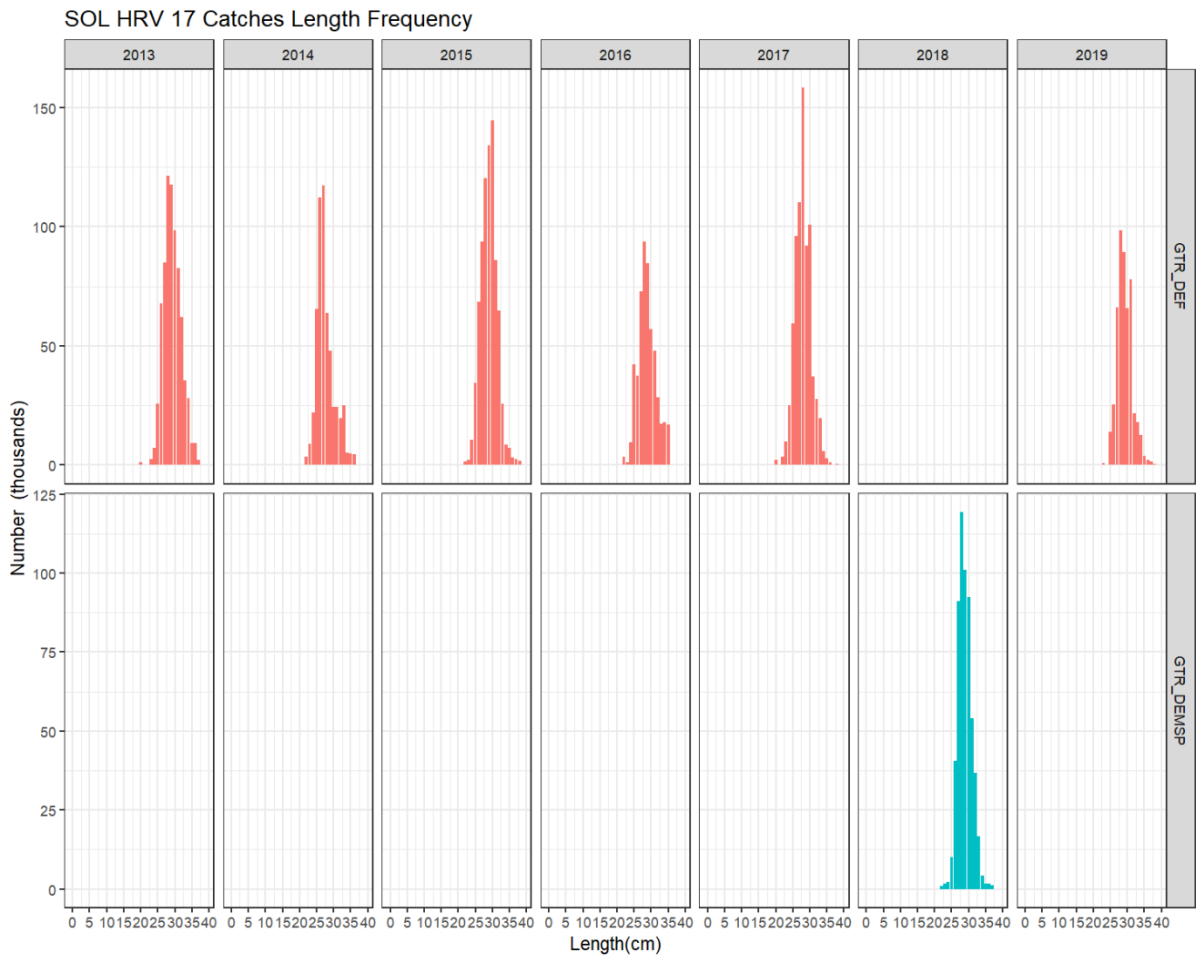 SOL HRV 17 Catches Length Frequency
2013 2014 2015 2016 2017 2018 2019
150
100
50
0
GTR_DEF
Number (thousands)
125
100
75
50
25
0
GTR_DEMSP
0 5 10 15 20 25 30 35 40 0 5 10 15 20 25 30 35 40 0 5 10 15 20 25 30 35 40 0 5 10 15 20 25 30 35 40 0 5 10 15 20 25 30 35 40 0 5 10 15 20 25 30 35 40 0 5 10 15 20 25 30 35 40
Length(cm)